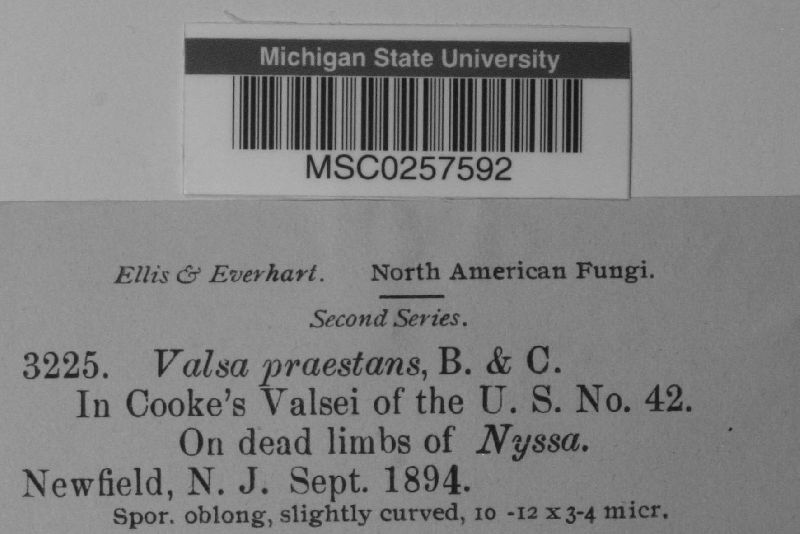 Michigan State University
MSC0257592
Ellis & Everhart. North American Fungi.
Second Series.
3225. Valsa praestans, B. & C.
In Cooke's Valsei of the U. S. No. 42.
On dead limbs of Nyssa.
Newfield, N. J. Sept. 1894.
Spor. oblong, slightly curved, 10 -12 x 3-4 micr.